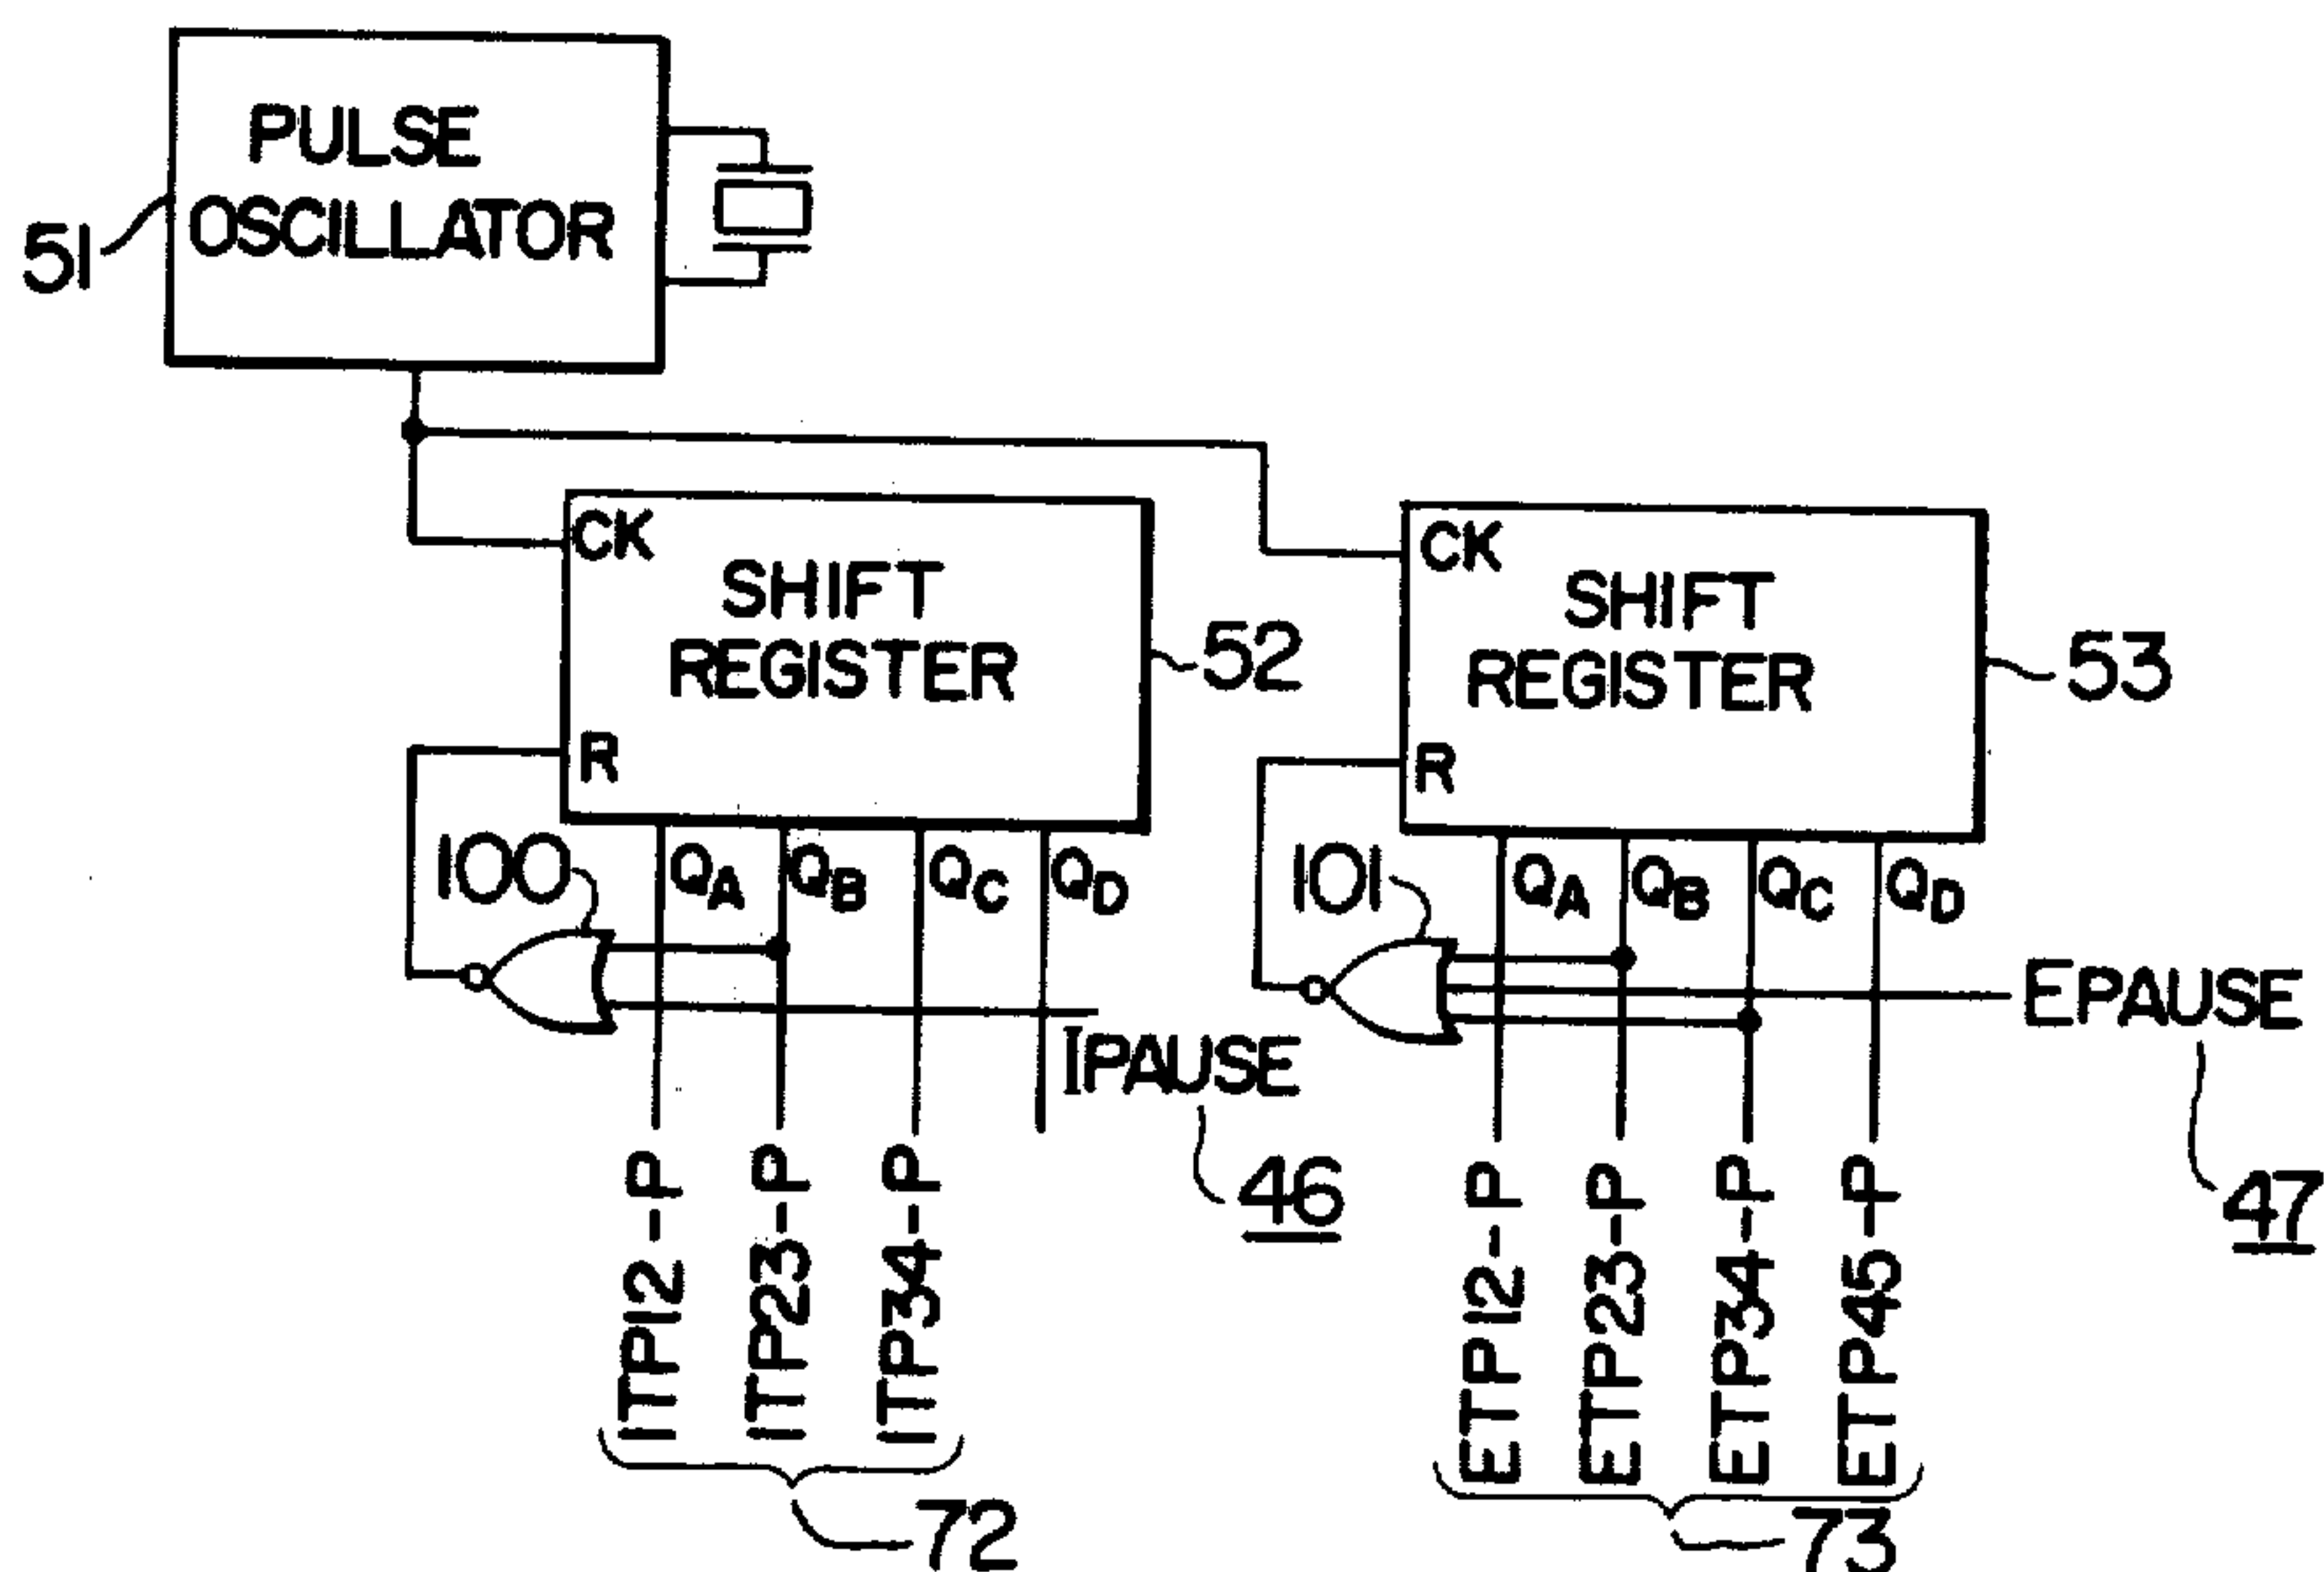 PULSE
OSCILLATOR
51
CK
SHIFT
REGISTER
52
R
CK
SHIFT
REGISTER
53
R
100
QA
QB
QC
QD
101
QA
QB
QC
QD
IPAUSE
46
EPAUSE
47
ITP12-P
ITP23-P
ITP34-P
72
ETP12-P
ETP23-P
ETP34-P
ETP45-P
73